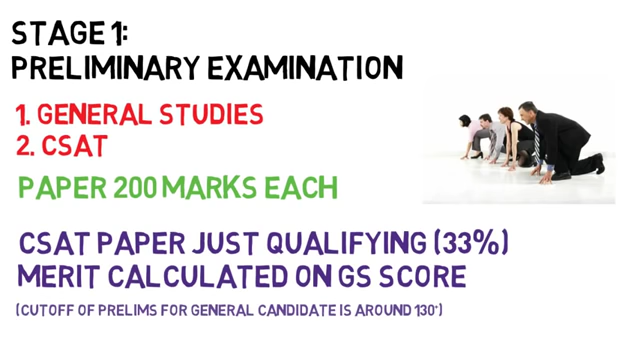 STAGE 1:
PRELIMINARY EXAMINATION
1. GENERAL STUDIES
2. CSAT
PAPER 200 MARKS EACH
CSAT PAPER JUST QUALIFYING (33%)
MERIT CALCULATED ON GS SCORE
(CUTOFF OF PRELIMS FOR GENERAL CANDIDATE IS AROUND 130*)